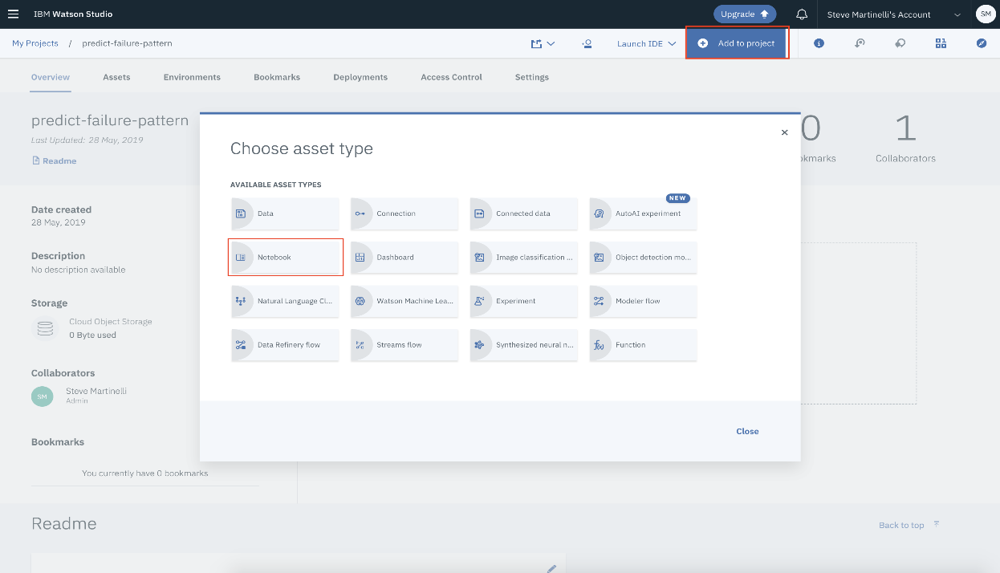 IBM Watson Studio
Upgrade
Steve Martinelli's Account
SM
My Projects / predict-failure-pattern
Launch IDE
Add to project
Overview
Assets
Environments
Bookmarks
Deployments
Access Control
Settings
predict-failure-pattern
Last Updated: 28 May, 2019
Readme
0
okmarks
1
Collaborators
Date created
28 May, 2019
Description
No description available
Storage
Cloud Object Storage
0 Byte used
Collaborators
SM
Steve Martinelli
Admin
Bookmarks
You currently have 0 bookmarks
Choose asset type
×
AVAILABLE ASSET TYPES
Data
Connection
Connected data
NEW
AutoAI experiment
Notebook
Dashboard
Image classification ...
Object detection mo...
Natural Language Cl...
Watson Machine Lea...
Experiment
Modeler flow
Data Refinery flow
Streams flow
Synthesized neural n...
f(x)
Function
Close
Readme
Back to top